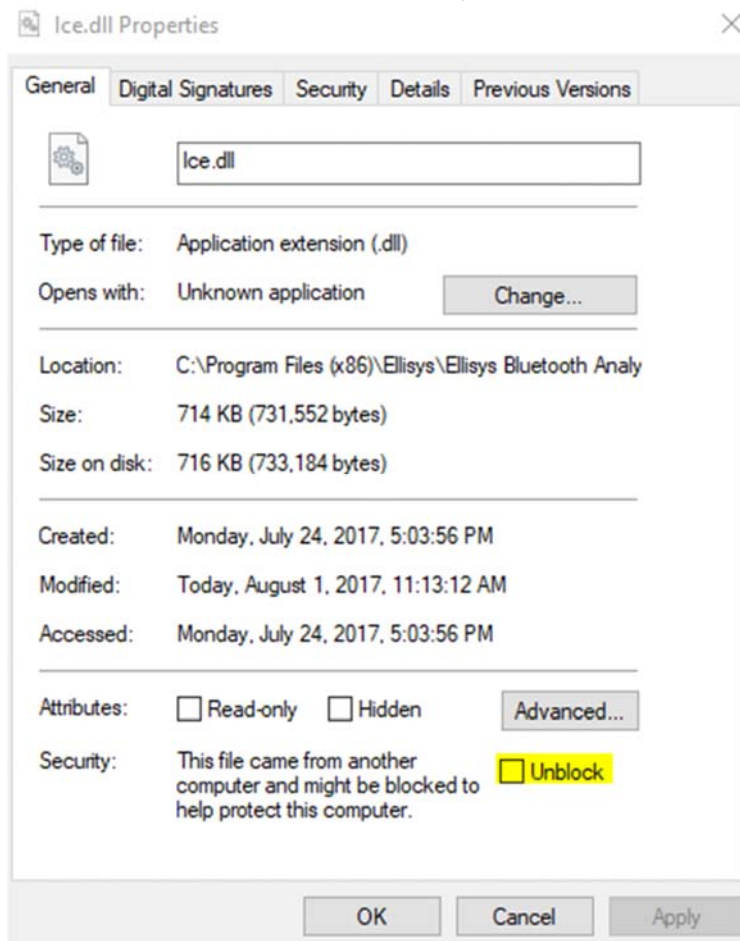 Ice.dll Properties
General Digital Signatures Security Details Previous Versions
Ice.dll
Type of file: Application extension (.dll)
Opens with: Unknown application Change...
Location: C:\Program Files (x86)\Ellisys\Ellisys Bluetooth Analy
Size: 714 KB (731,552 bytes)
Size on disk: 716 KB (733,184 bytes)
Created: Monday, July 24, 2017, 5:03:56 PM
Modified: Today, August 1, 2017, 11:13:12 AM
Accessed: Monday, July 24, 2017, 5:03:56 PM
Attributes: Read-only Hidden Advanced...
Security: This file came from another
computer and might be blocked to
help protect this computer.
Unblock
OK Cancel Apply